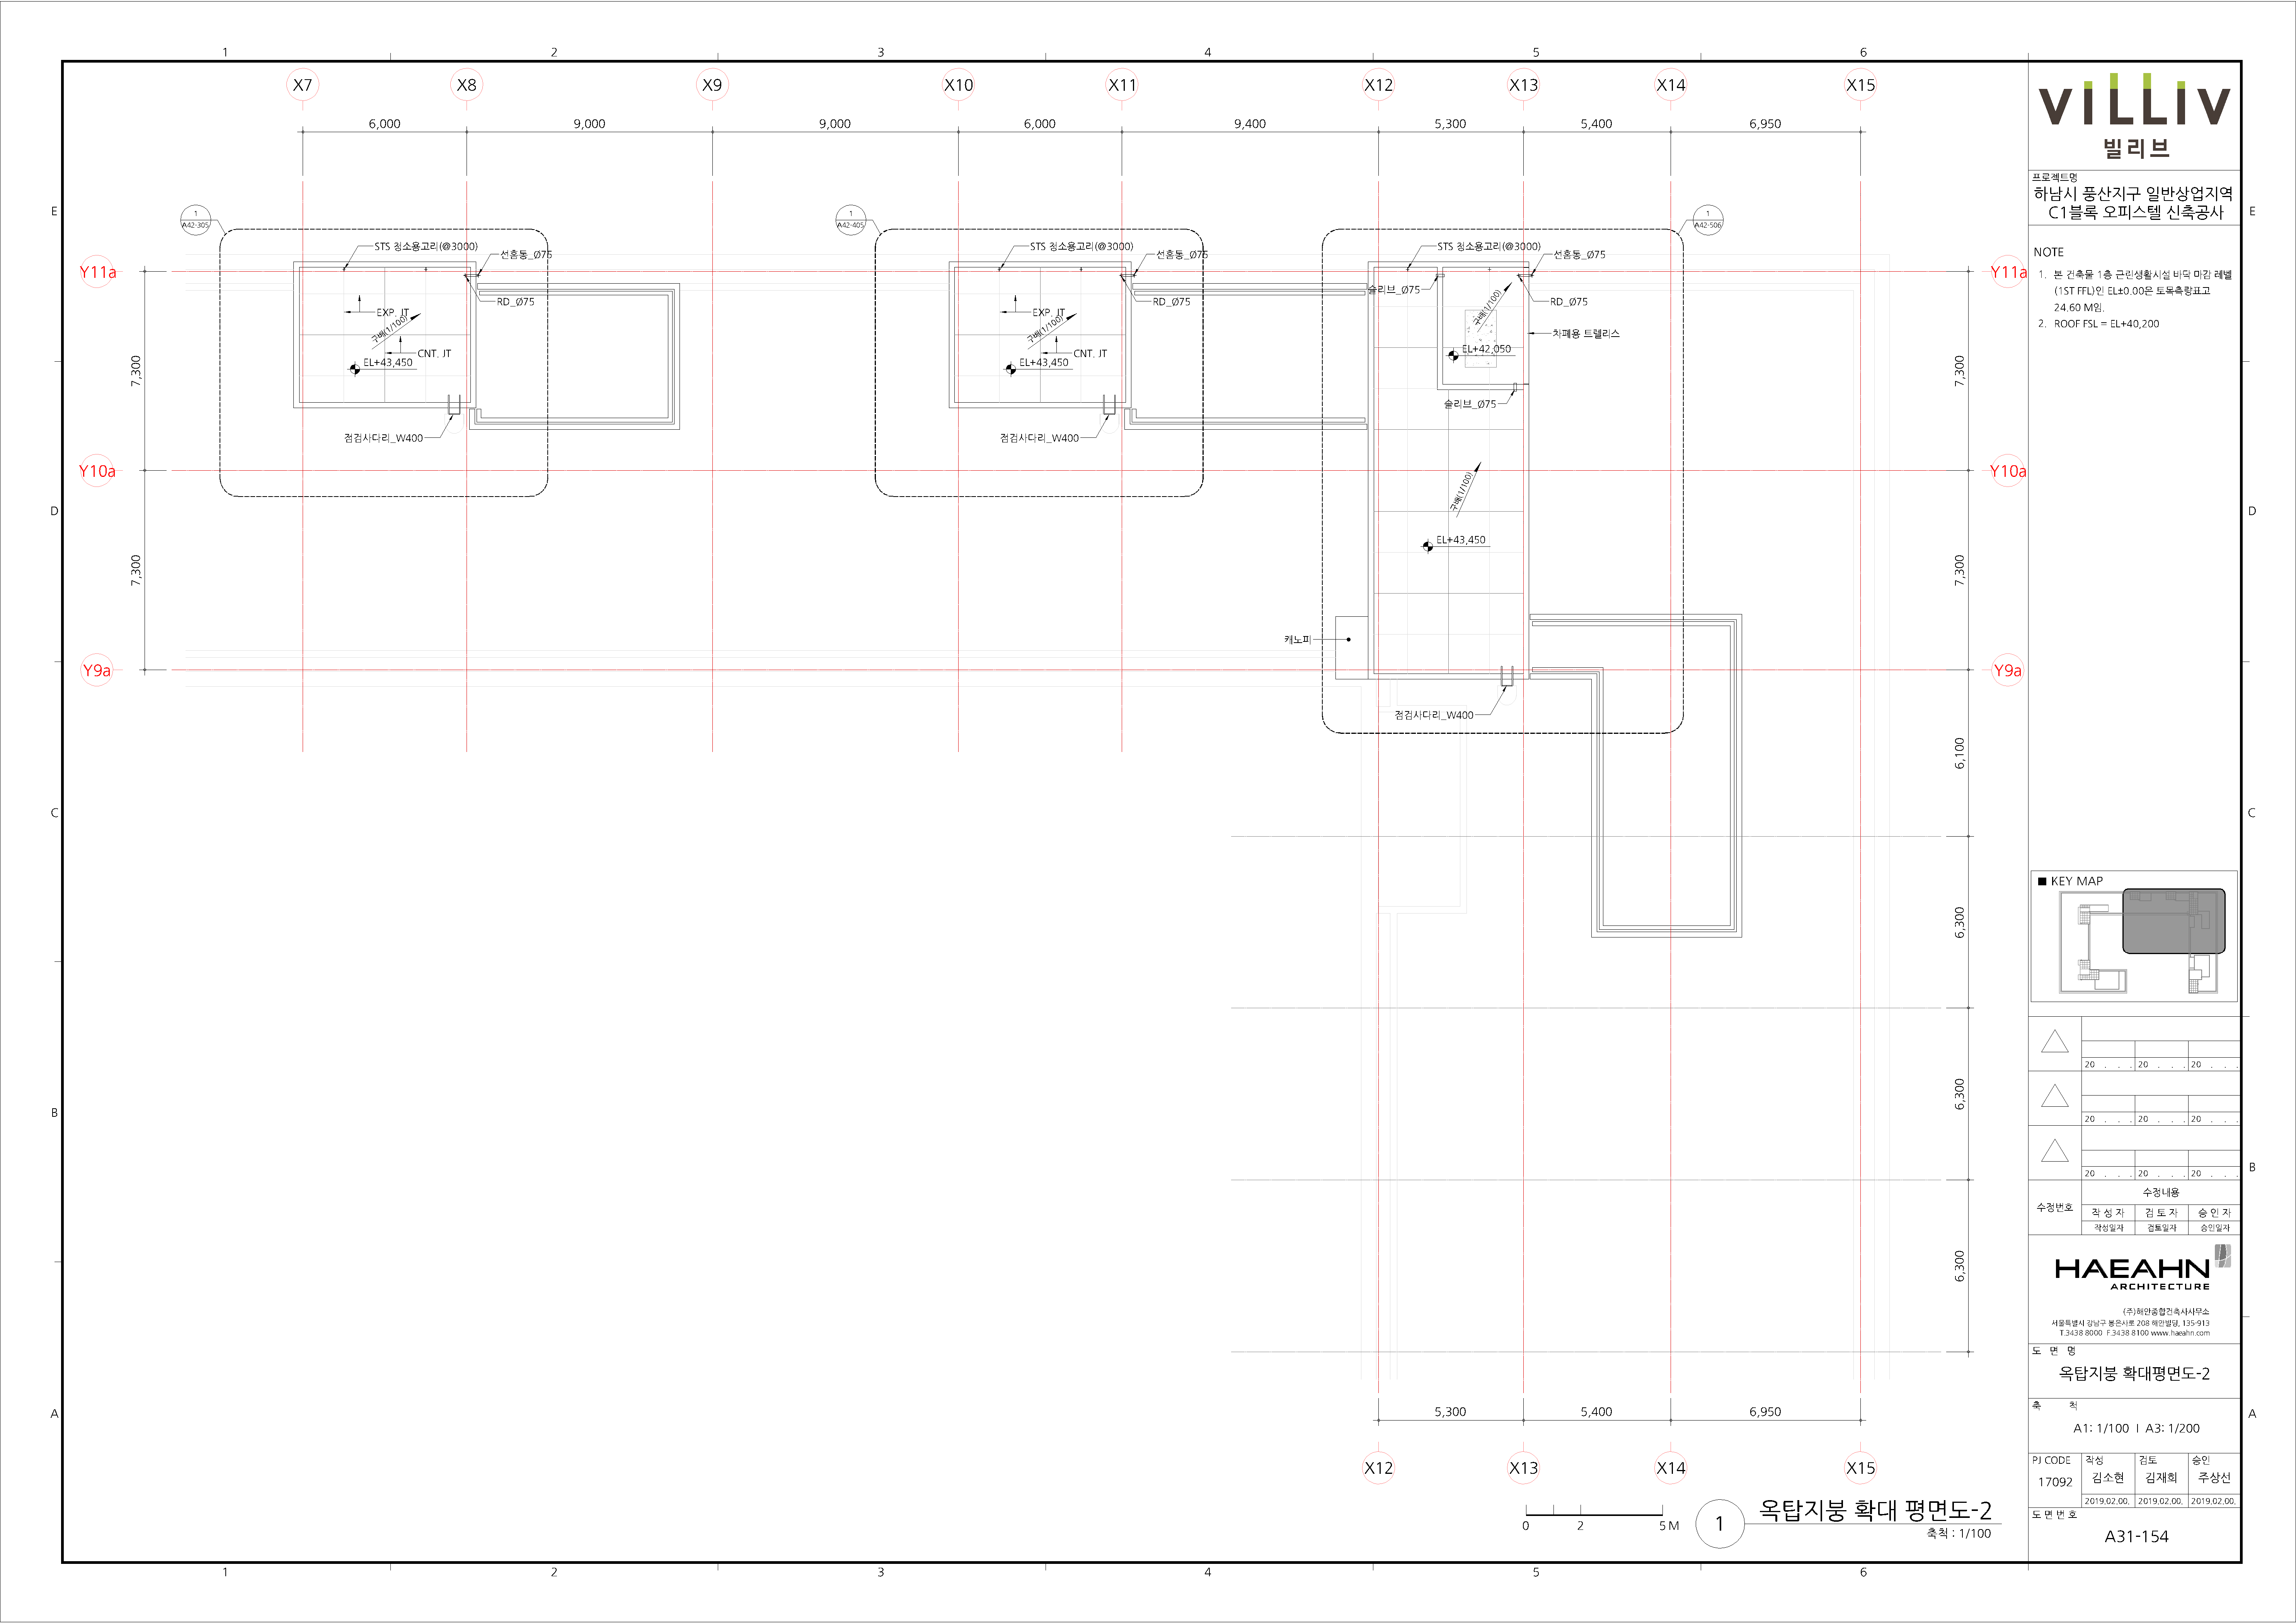 1 2 3 4 5 6
X7 X8 X9 X10 X11 X12 X13 X14 X15
6,000 9,000 9,000 6,000 9,400 5,300 5,400 6,950
E
E
1
A42-305
1
A42-405
1
A42-506
STS 청소용고리(@3000)
선홈통_Ø75
STS 청소용고리(@3000)
선홈통_Ø75
STS 청소용고리(@3000)
선홈통_Ø75
Y11a
Y11a
RD_Ø75
RD_Ø75
슬리브_Ø75
RD_Ø75
EXP. JT
구배(1/100)
CNT. JT
EL+43,450
EXP. JT
구배(1/100)
CNT. JT
EL+43,450
구배(1/100)
차폐용 트렐리스
EL+42,050
7,300
7,300
슬리브_Ø75
점검사다리_W400
점검사다리_W400
Y10a
Y10a
구배(1/100)
D
D
EL+43,450
7,300
7,300
캐노피
Y9a
Y9a
점검사다리_W400
6,100
C
C
6,300
6,300
B
B
6,300
A
A
5,300 5,400 6,950
X12 X13 X14 X15
0 2 5 M
1
옥탑지붕 확대 평면도-2
축척 : 1/100
1 2 3 4 5 6
VILLIV
빌리브
프로젝트명
하남시 풍산지구 일반상업지역
C1블록 오피스텔 신축공사
NOTE
1. 본 건축물 1층 근린생활시설 바닥 마감 레벨
(1ST FFL)인 EL±0.00은 토목측량표고
24.60 M임.
2. ROOF FSL = EL+40,200
■ KEY MAP
20 . . . 20 . . . 20 . . .
20 . . . 20 . . . 20 . . .
20 . . . 20 . . . 20 . . .
수정번호
수정내용
작 성 자 검 토 자 승 인 자
작성일자 검토일자 승인일자
HAEAHN
ARCHITECTURE
(주)해안종합건축사사무소
서울특별시 강남구 봉은사로 208 해안빌딩, 135-913
T.3438 8000 F.3438 8100 www.haeahn.com
도 면 명
옥탑지붕 확대평면도-2
축 척
A1: 1/100 I A3: 1/200
PJ CODE 작성 검토 승인
17092 김소현 김재희 주상선
2019.02.00. 2019.02.00. 2019.02.00.
도 면 번 호
A31-154